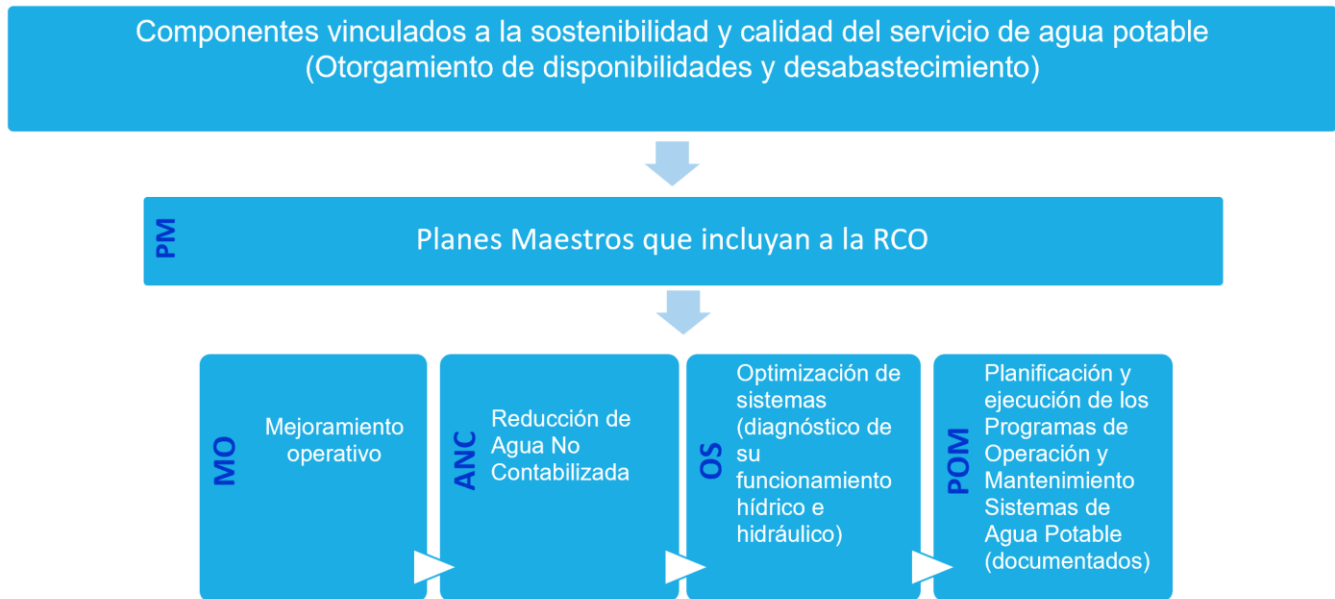 Componentes vinculados a la sostenibilidad y calidad del servicio de agua potable
(Otorgamiento de disponibilidades y desabastecimiento)
PM
Planes Maestros que incluyan a la RCO
MO
Mejoramiento
operativo
ANC
Reducción de
Agua No
Contabilizada
OS
Optimización de
sistemas
(diagnóstico de
su
funcionamiento
hídrico e
hidráulico)
POM
Planificación y
ejecución de los
Programas de
Operación y
Mantenimiento
Sistemas de
Agua Potable
(documentados)